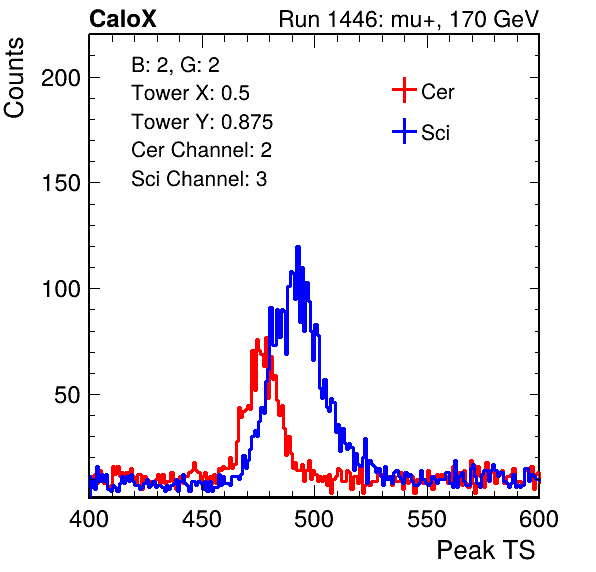 CaloX Run 1446: mu+, 170 GeV
Counts
B: 2, G: 2
Tower X: 0.5
Tower Y: 0.875
Cer Channel: 2
Sci Channel: 3
Cer
Sci
200
150
100
50
400 450 500 550 600
Peak TS